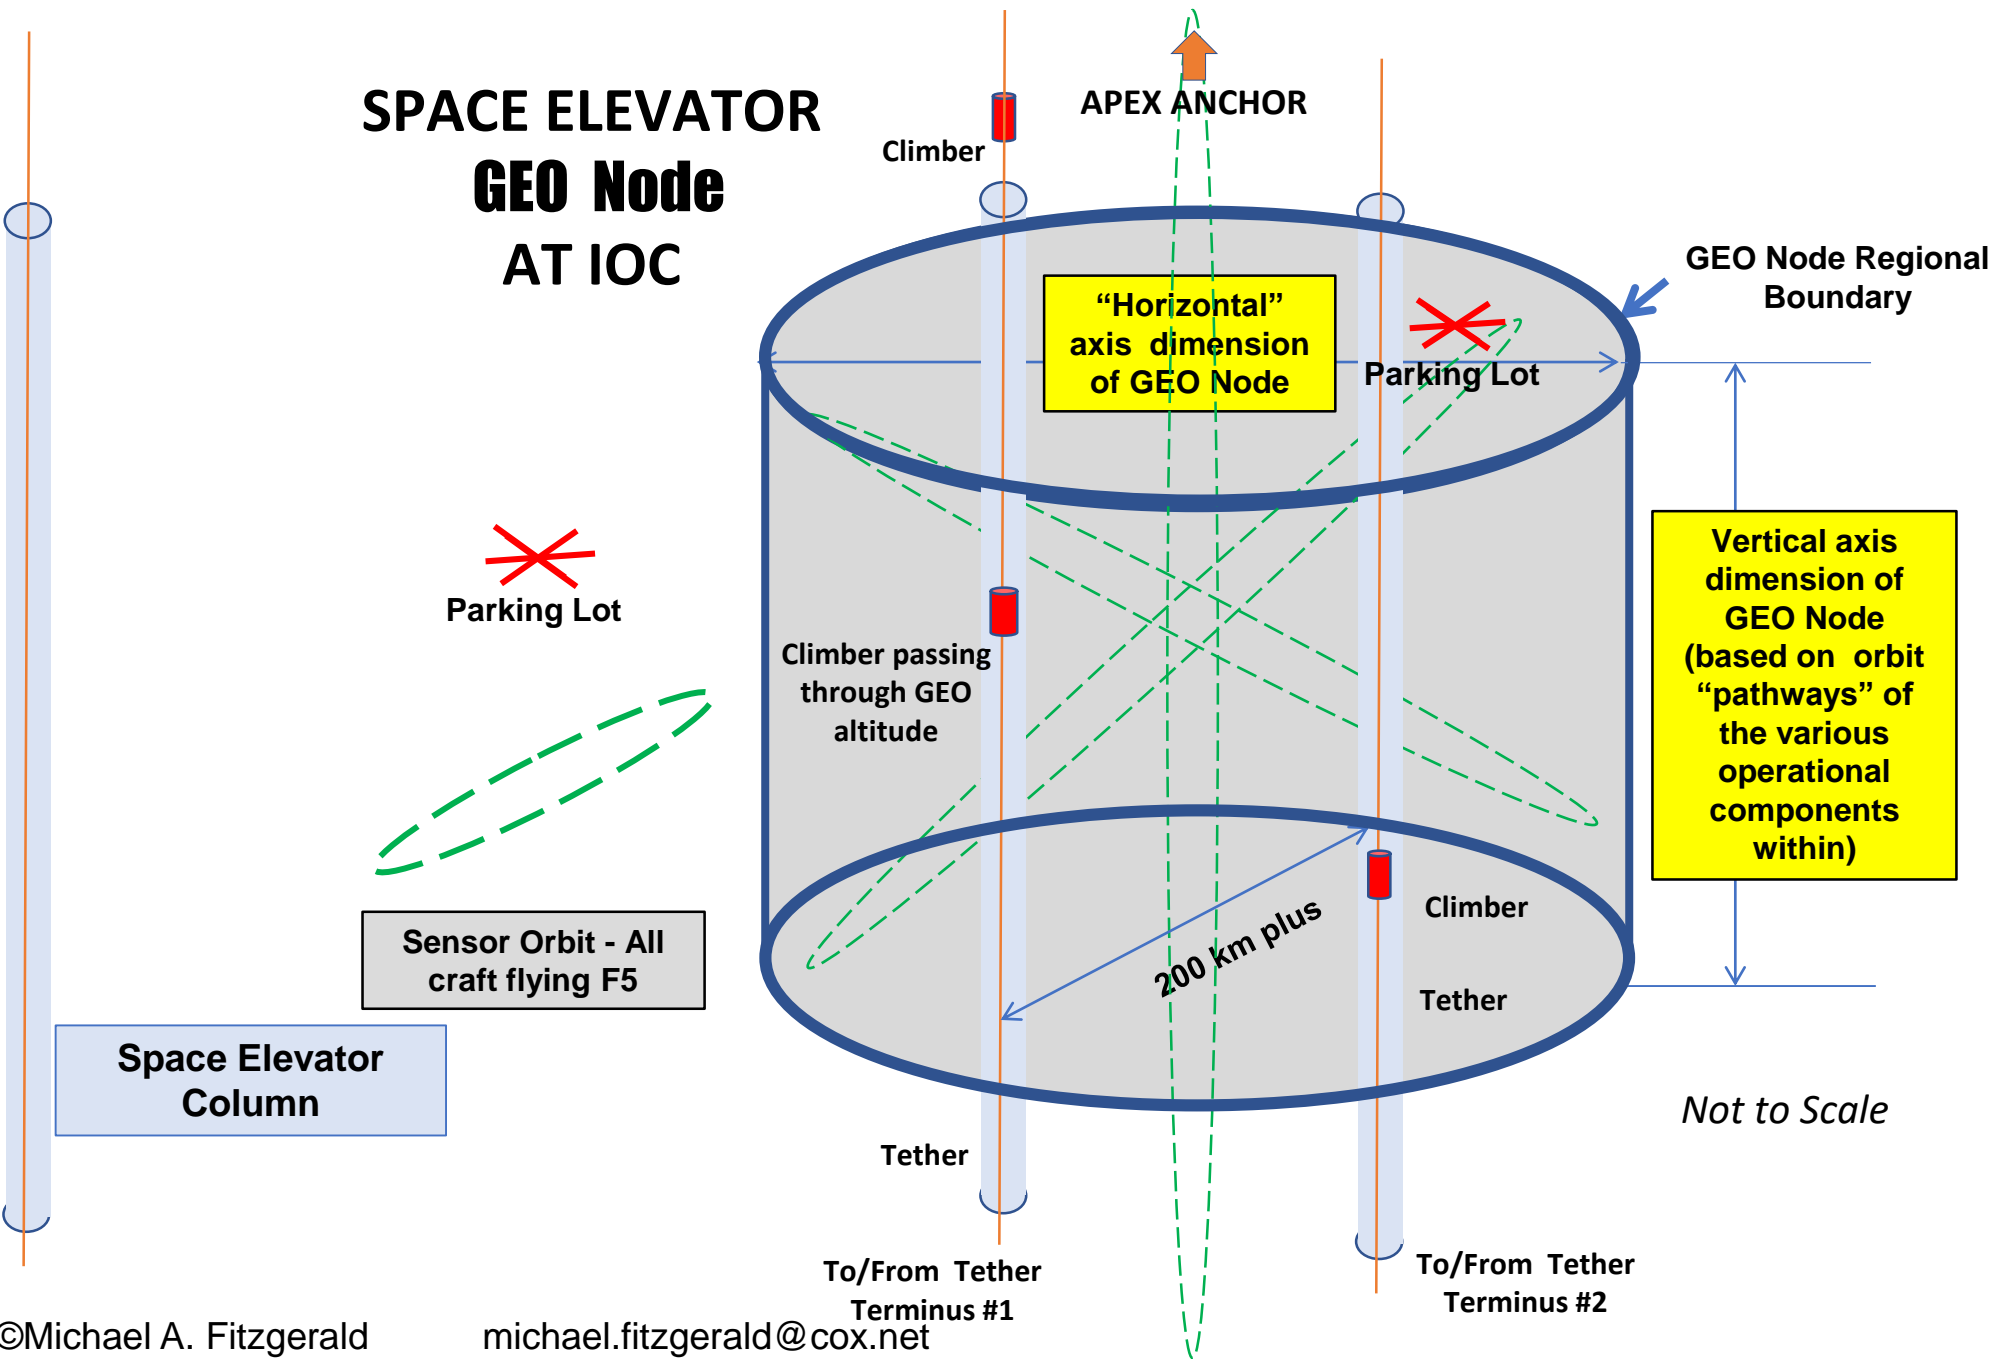 SPACE ELEVATOR
GEO Node
AT IOC
Climber
APEX ANCHOR
GEO Node Regional
Boundary
“Horizontal”
axis dimension
of GEO Node
Parking Lot
Parking Lot
Climber passing
through GEO
altitude
Vertical axis
dimension of
GEO Node
(based on orbit
“pathways” of
the various
operational
components
within)
Sensor Orbit - All
craft flying F5
Climber
200 km plus
Tether
Space Elevator
Column
Not to Scale
Tether
To/From Tether
Terminus #1
To/From Tether
Terminus #2
©Michael A. Fitzgerald
michael.fitzgerald@cox.net